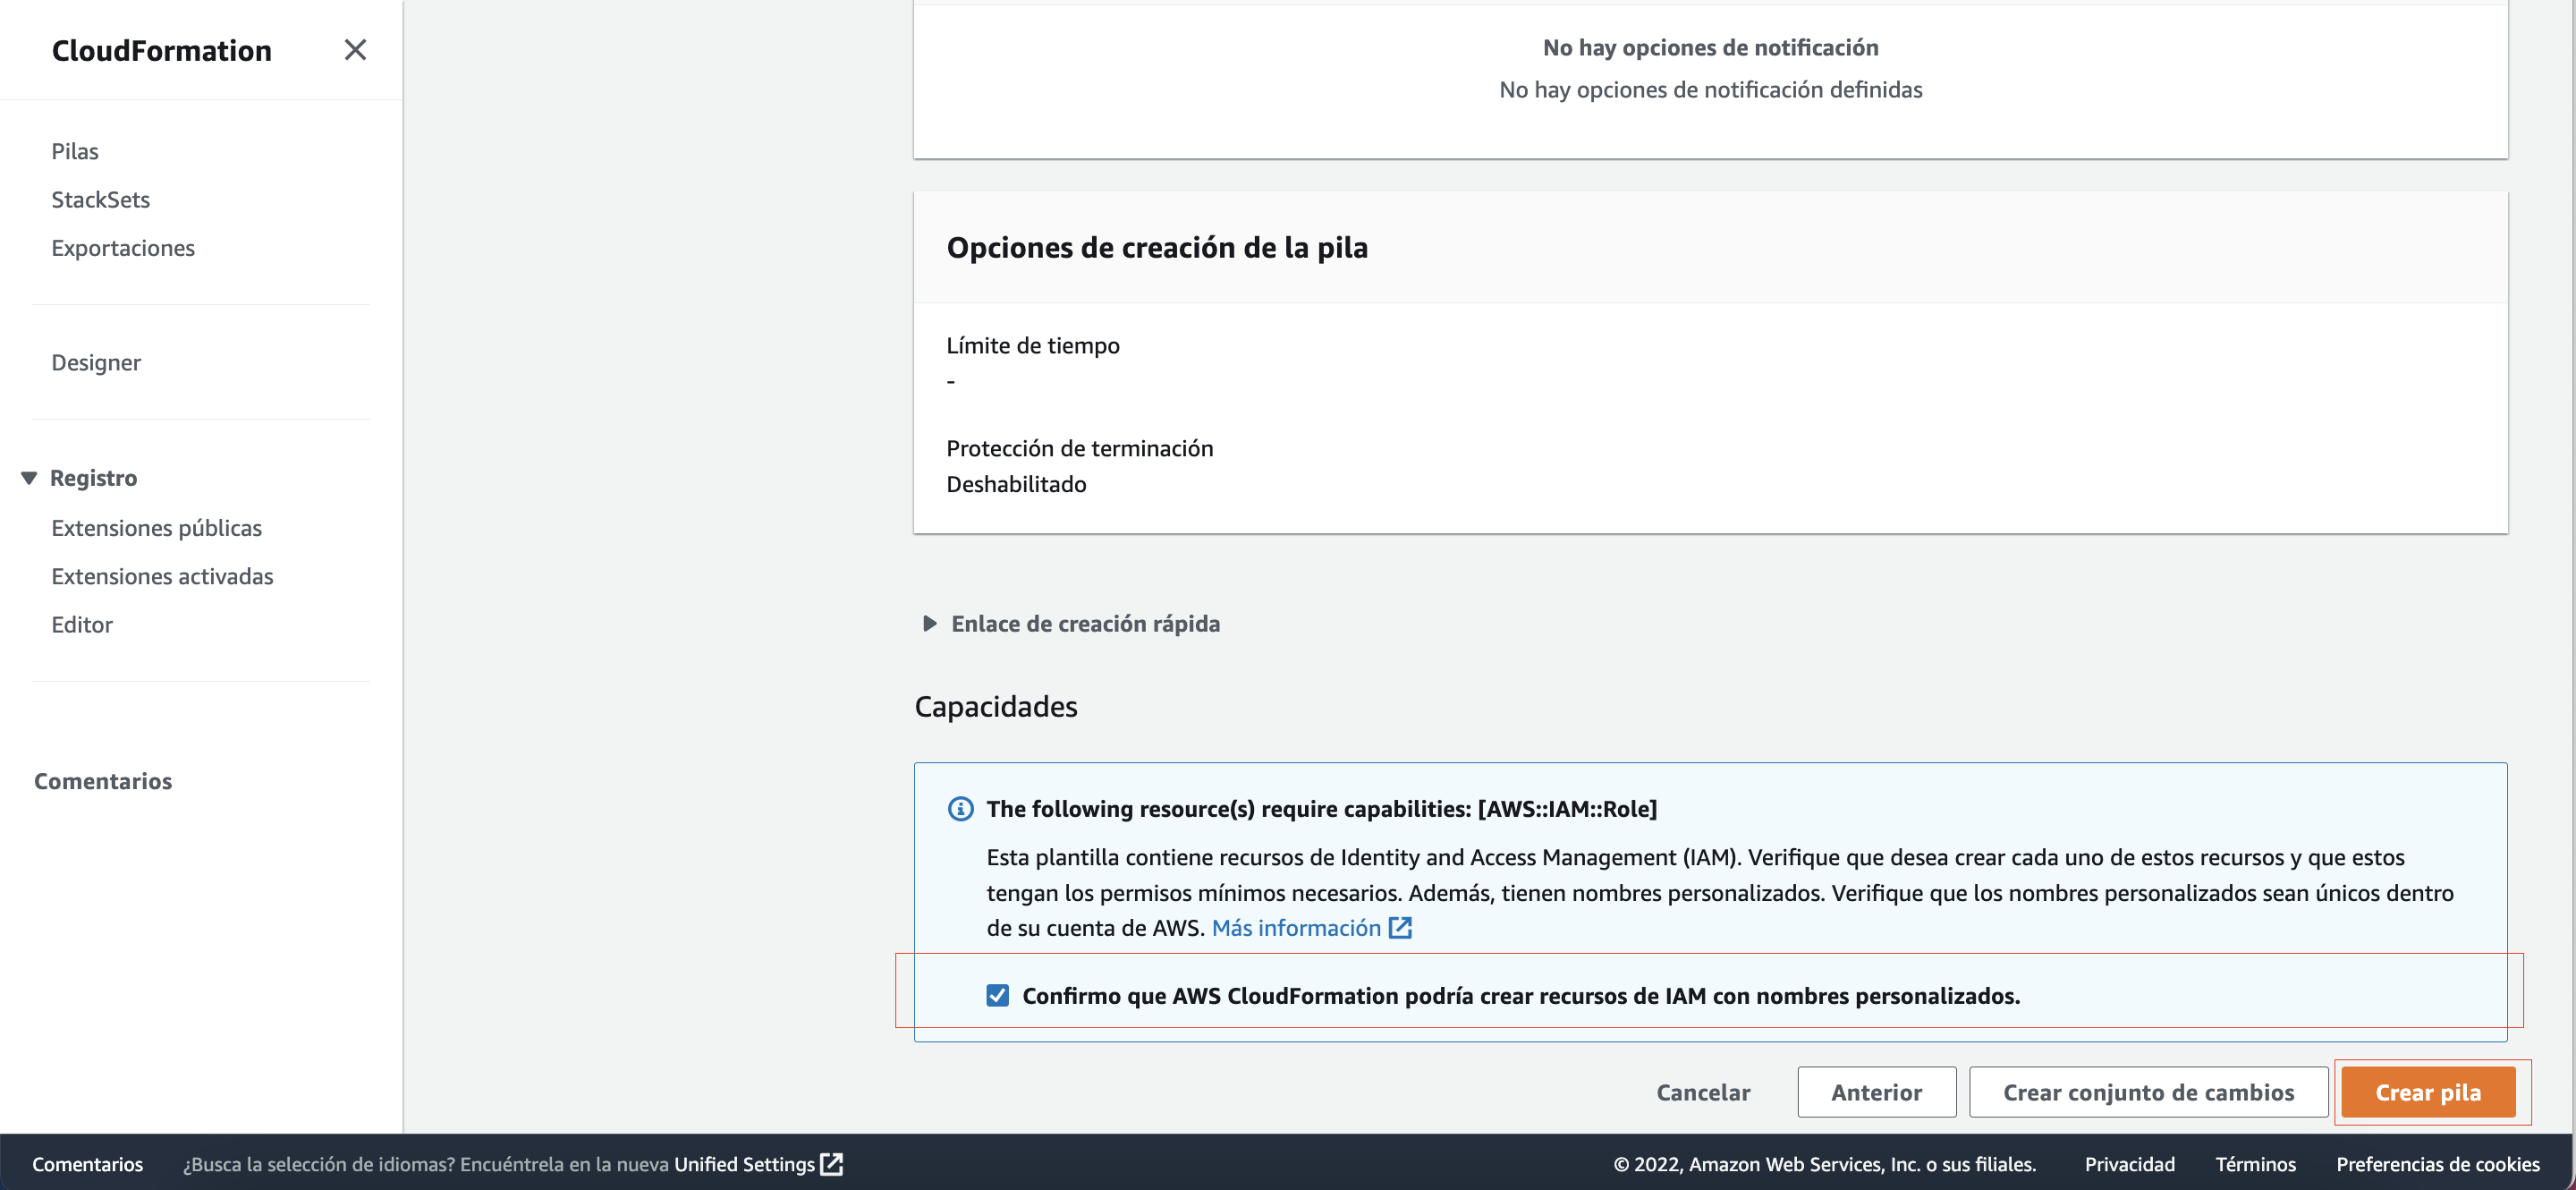 CloudFormation
Pilas
StackSets
Exportaciones
Designer
Registro
Extensiones públicas
Extensiones activadas
Editor
Comentarios
No hay opciones de notificación
No hay opciones de notificación definidas
Opciones de creación de la pila
Límite de tiempo
-
Protección de terminación
Deshabilitado
Enlace de creación rápida
Capacidades
The following resource(s) require capabilities: [AWS::IAM::Role]
Esta plantilla contiene recursos de Identity and Access Management (IAM). Verifique que desea crear cada uno de estos recursos y que estos
tengan los permisos mínimos necesarios. Además, tienen nombres personalizados. Verifique que los nombres personalizados sean únicos dentro
de su cuenta de AWS. Más información
Confirmo que AWS CloudFormation podría crear recursos de IAM con nombres personalizados.
Cancelar Anterior Crear conjunto de cambios Crear pila
Comentarios ¿Busca la selección de idiomas? Encuéntrela en la nueva Unified Settings © 2022, Amazon Web Services, Inc. o sus filiales. Privacidad Términos Preferencias de cookies